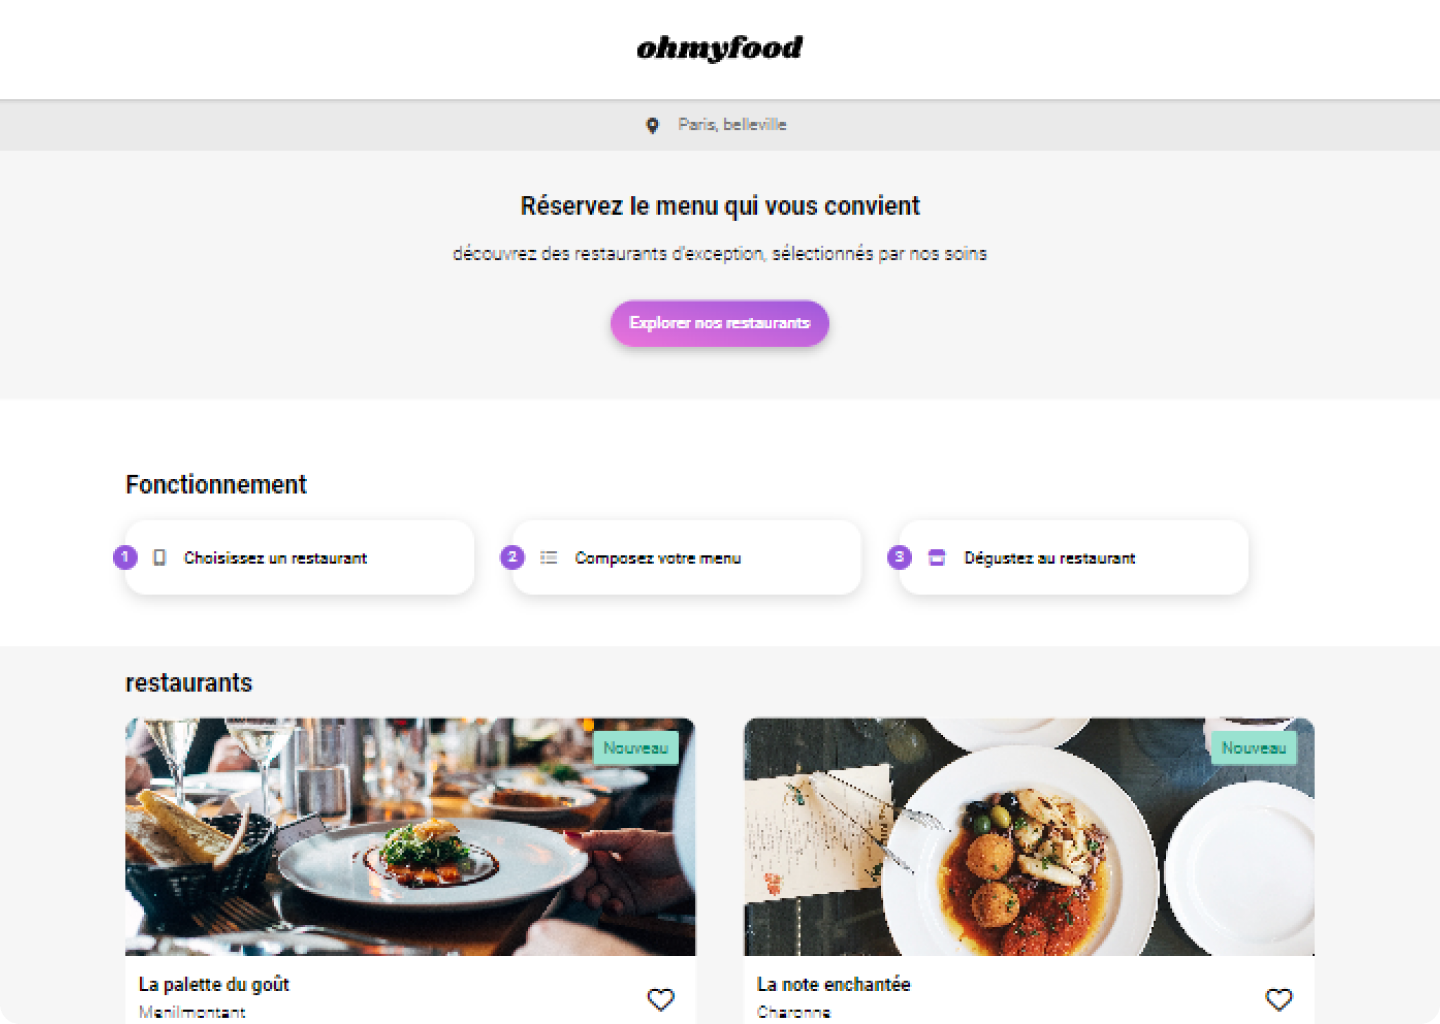 ohmyfood
Paris, belleville
Réservez le menu qui vous convient
découvrez des restaurants d'exception, sélectionnés par nos soins
Explorer nos restaurants
Fonctionnement
1 Choisissez un restaurant
2 Composez votre menu
3 Dégustez au restaurant
restaurants
Nouveau
Nouveau
La palette du goût
Menilmontant
La note enchantée
Charonne